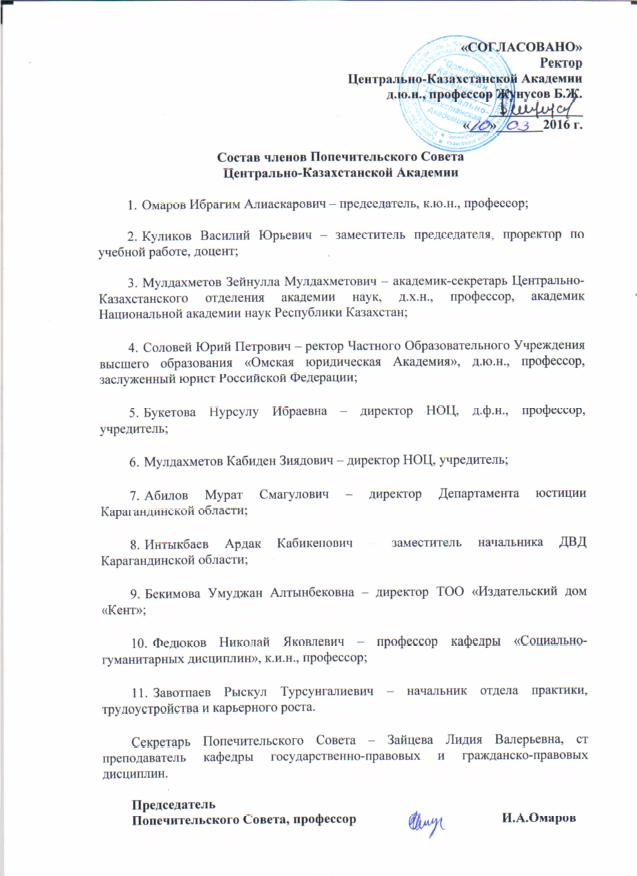 «СОГЛАСОВАНО»
Ректор
Центрально-Казахстанской Академии
д.ю.н., профессор Жунусов Б.Ж.
«10» 03 2016 г.
Состав членов Попечительского Совета
Центрально-Казахстанской Академии
1. Омаров Ибрагим Алиаскарович – председатель, к.ю.н., профессор;
2. Куликов Василий Юрьевич – заместитель председателя, проректор по
учебной работе, доцент;
3. Мулдахметов Зейнулла Мулдахметович – академик-секретарь Центрально-
Казахстанского отделения академии наук, д.х.н., профессор, академик
Национальной академии наук Республики Казахстан;
4. Соловей Юрий Петрович – ректор Частного Образовательного Учреждения
высшего образования «Омская юридическая Академия», д.ю.н., профессор,
заслуженный юрист Российской Федерации;
5. Букетова Нурсулу Ибраевна – директор НОЦ, д.ф.н., профессор,
учредитель;
6. Мулдахметов Кабиден Зиядович – директор НОЦ, учредитель;
7. Абилов Мурат Смагулович – директор Департамента юстиции
Карагандинской области;
8. Интыкбаев Ардак Кабикенович – заместитель начальника ДВД
Карагандинской области;
9. Бекимова Умуджан Алтынбековна – директор ТОО «Издательский дом
«Кент»;
10. Федюков Николай Яковлевич – профессор кафедры «Социально-
гуманитарных дисциплин», к.и.н., профессор;
11. Завотпаев Рыскул Турсунгалиевич – начальник отдела практики,
трудоустройства и карьерного роста.
Секретарь Попечительского Совета – Зайцева Лидия Валерьевна, ст
преподаватель кафедры государственно-правовых и гражданско-правовых
дисциплин.
Председатель
Попечительского Совета, профессор И.А.Омаров